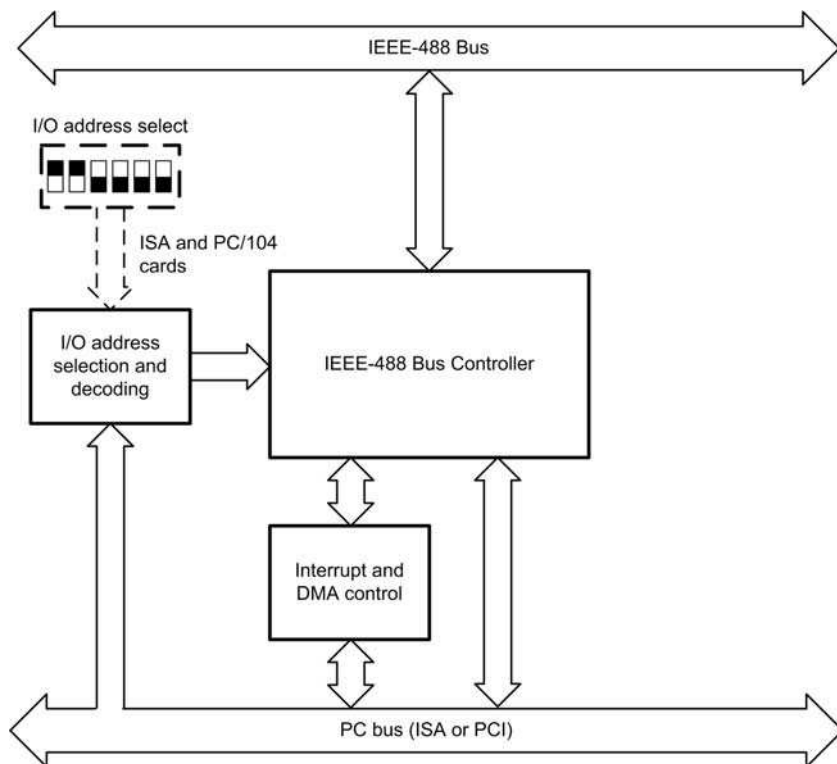 IEEE-488 Bus
I/O address select
ISA and PC/104
cards
I/O address
selection and
decoding
IEEE-488 Bus Controller
Interrupt and
DMA control
PC bus (ISA or PCI)